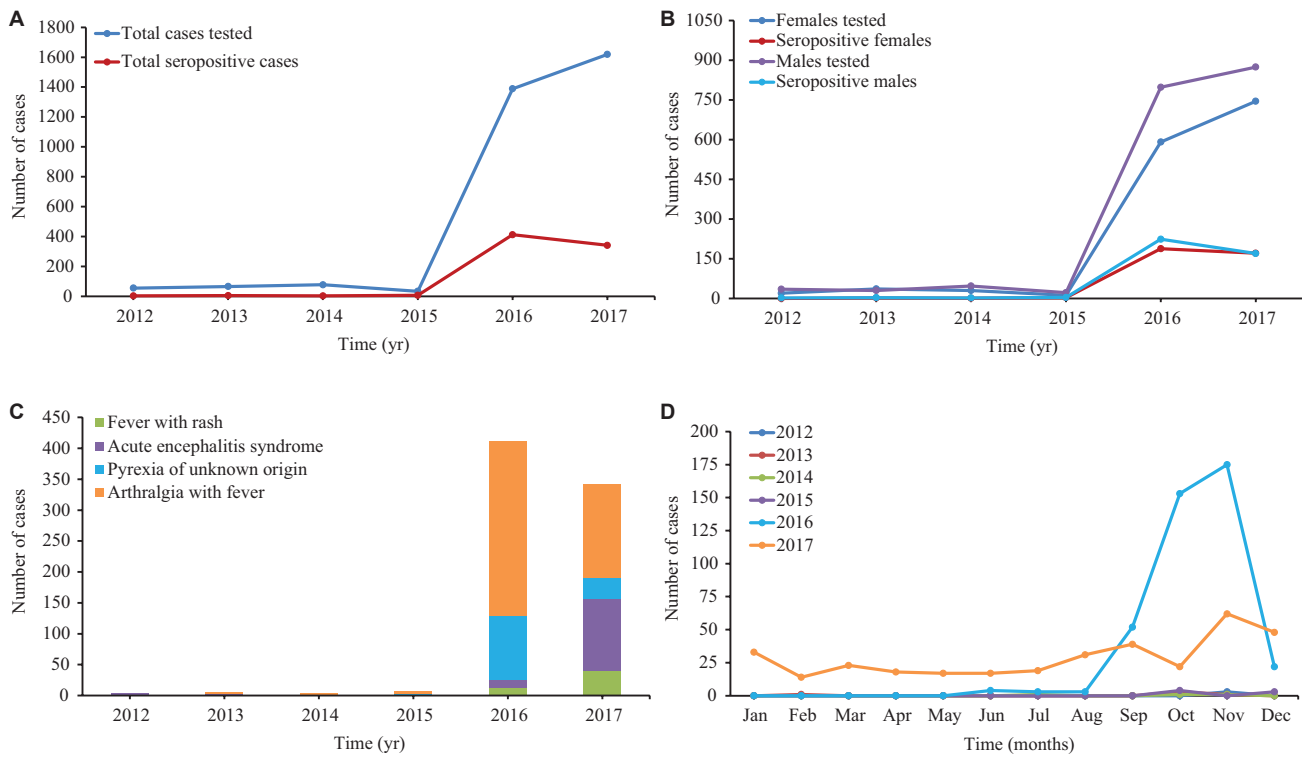 A
1800
1600
1400
1200
1000
800
600
400
200
0
Number of cases
Total cases tested
Total seropositive cases
2012 2013 2014 2015 2016 2017
Time (yr)
B
1050
900
750
600
450
300
150
0
Number of cases
Females tested
Seropositive females
Males tested
Seropositive males
2012 2013 2014 2015 2016 2017
Time (yr)
C
450
400
350
300
250
200
150
100
50
0
Number of cases
Fever with rash
Acute encephalitis syndrome
Pyrexia of unknown origin
Arthralgia with fever
2012 2013 2014 2015 2016 2017
Time (yr)
D
200
175
150
125
100
75
50
25
0
Number of cases
2012
2013
2014
2015
2016
2017
Jan Feb Mar Apr May Jun Jul Aug Sep Oct Nov Dec
Time (months)